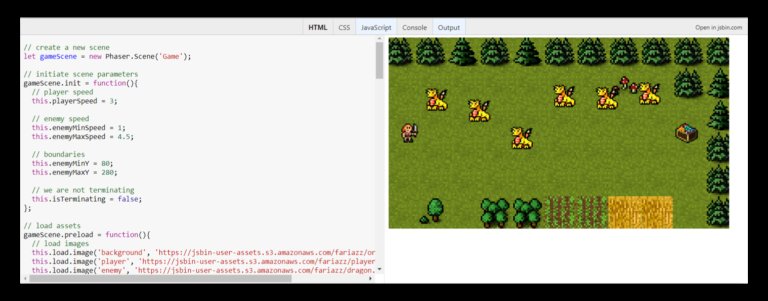 HTML CSS JavaScript Console Output Open in jsbin.com
// create a new scene
let gameScene = new Phaser.Scene('Game');
// initiate scene parameters
gameScene.init = function(){
// player speed
this.playerSpeed = 3;
// enemy speed
this.enemyMinSpeed = 1;
this.enemyMaxSpeed = 4.5;
// boundaries
this.enemyMinY = 80;
this.enemyMaxY = 280;
// we are not terminating
this.isTerminating = false;
};
// load assets
gameScene.preload = function(){
// load images
this.load.image('background', 'https://jsbin-user-assets.s3.amazonaws.com/fariazz/or
this.load.image('player', 'https://jsbin-user-assets.s3.amazonaws.com/fariazz/player
this.load.image('enemy', 'https://jsbin-user-assets.s3.amazonaws.com/fariazz/dragon.